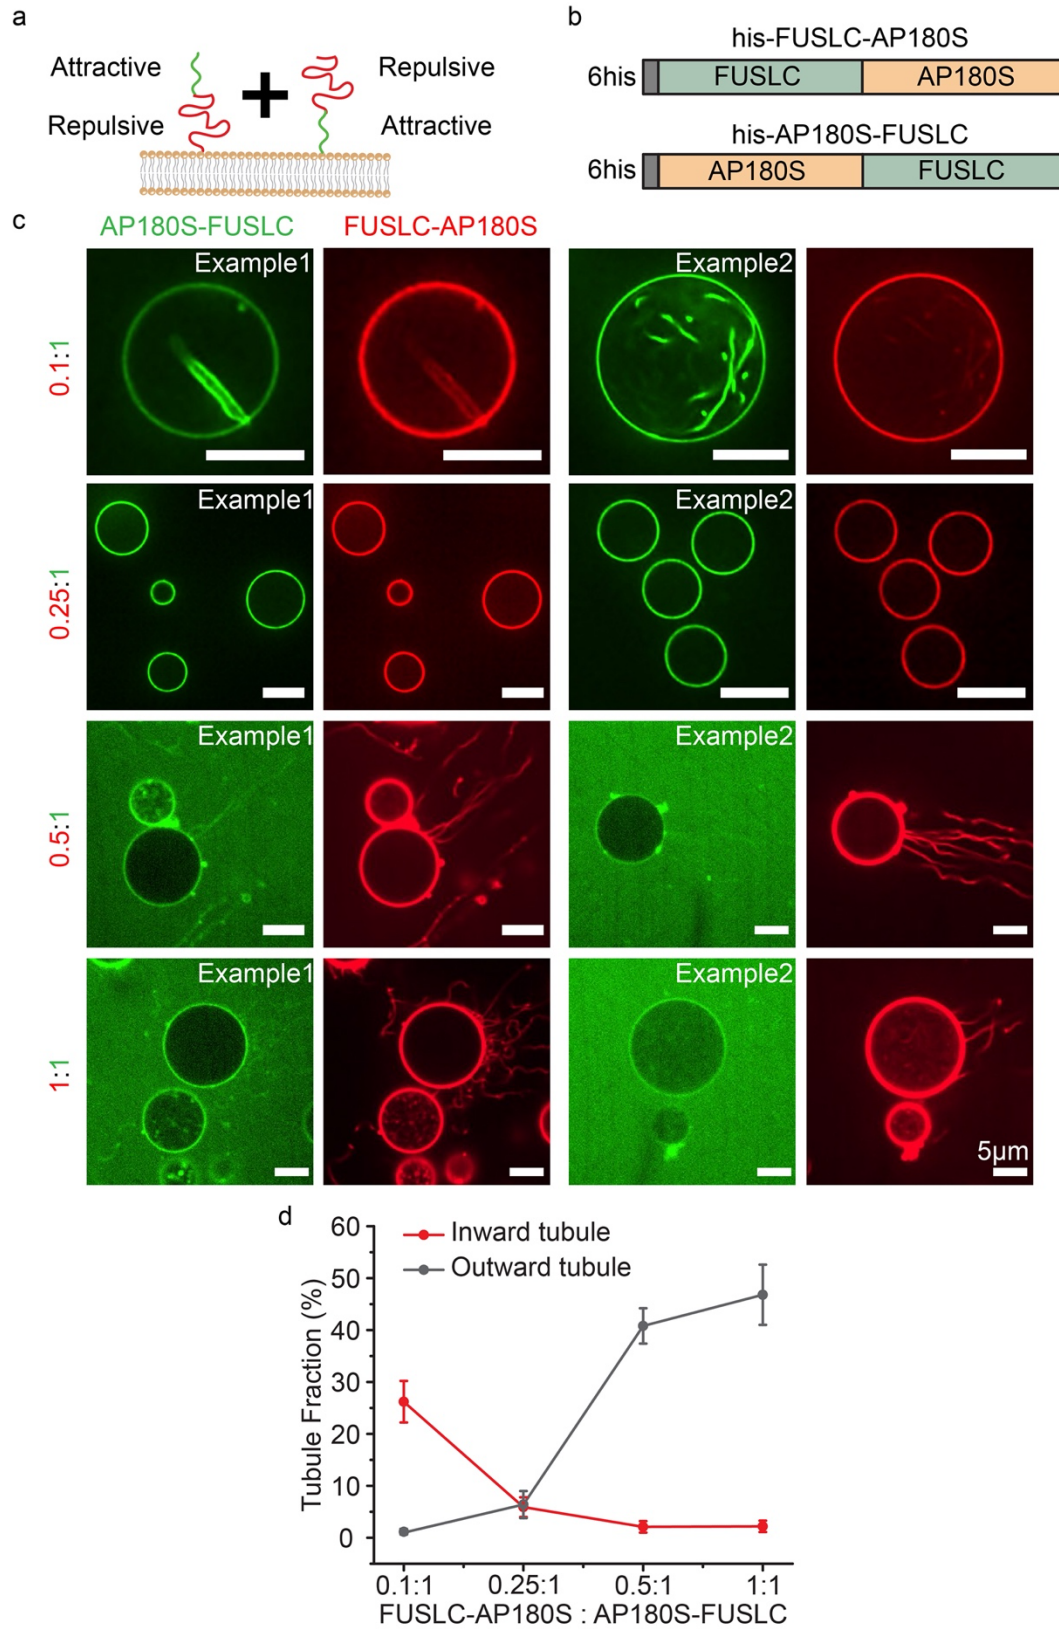 a
Attractive
Repulsive
+
Repulsive
Attractive
b
his-FUSLC-AP180S
6his FUSLC AP180S
his-AP180S-FUSLC
6his AP180S FUSLC
c
AP180S-FUSLC FUSLC-AP180S
0.1:1 Example1 Example2
0.25:1 Example1 Example2
0.5:1 Example1 Example2
1:1 Example1 Example2
5µm
d
Inward tubule
Outward tubule
Tubule Fraction (%)
60
50
40
30
20
10
0
0.1:1 0.25:1 0.5:1 1:1
FUSLC-AP180S : AP180S-FUSLC